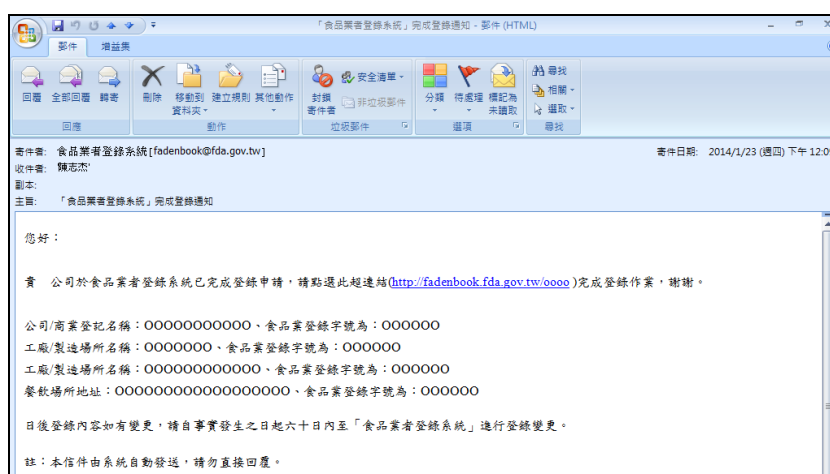 「食品業者登錄系統」完成登錄通知 - 郵件 (HTML)
郵件 增益集
回覆 全部回覆 轉寄 刪除 移動到資料夾 建立規則 其他動作 封鎖寄件者 安全清單 非垃圾郵件 分類 待處理 標記為未讀取 尋找 相關 選取
回應 動作 垃圾郵件 選項 尋找
寄件者: 食品業者登錄系統[fadenbook@fda.gov.tw] 寄件日期: 2014/1/23 (週四) 下午 12:0
收件者: '陳志杰'
副本:
主旨: 「食品業者登錄系統」完成登錄通知
您好：
貴 公司於食品業者登錄系統已完成登錄申請，請點選此超連結(http://fadenbook.fda.gov.tw/oooo )完成登錄作業，謝謝。
公司/商業登記名稱：OOOOOOOOOOO、食品業登錄字號為：OOOOOO
工廠/製造場所名稱：OOOOOOO、食品業登錄字號為：OOOOOO
工廠/製造場所名稱：OOOOOOOOOOOO、食品業登錄字號為：OOOOOO
餐飲場所地址：OOOOOOOOOOOOOOOOOO、食品業登錄字號為：OOOOOO
日後登錄內容如有變更，請自事實發生之日起六十日內至「食品業者登錄系統」進行登錄變更。
註：本信件由系統自動發送，請勿直接回覆。